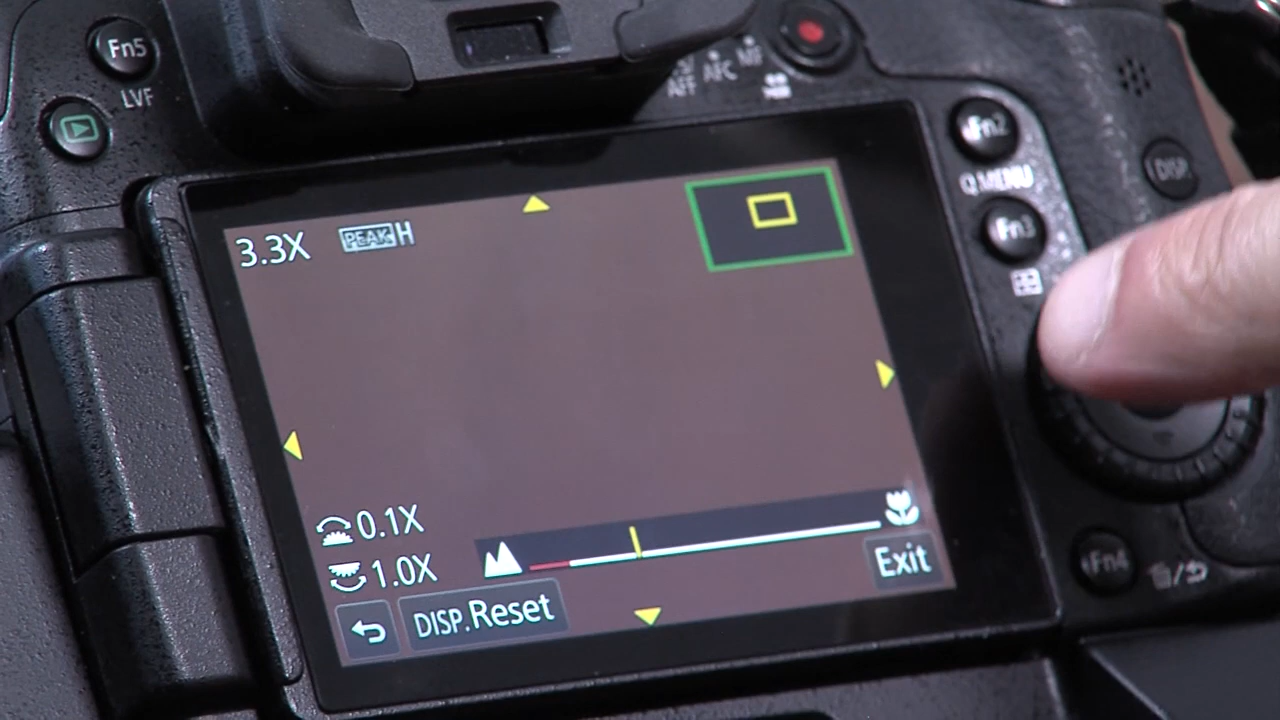 Fn5
LVF
AFC
MF
Fn2
Q.MENU
DISP.
Fn3
3.3X PEAK H
0.1X
1.0X
Exit
DISP.Reset
Fn4